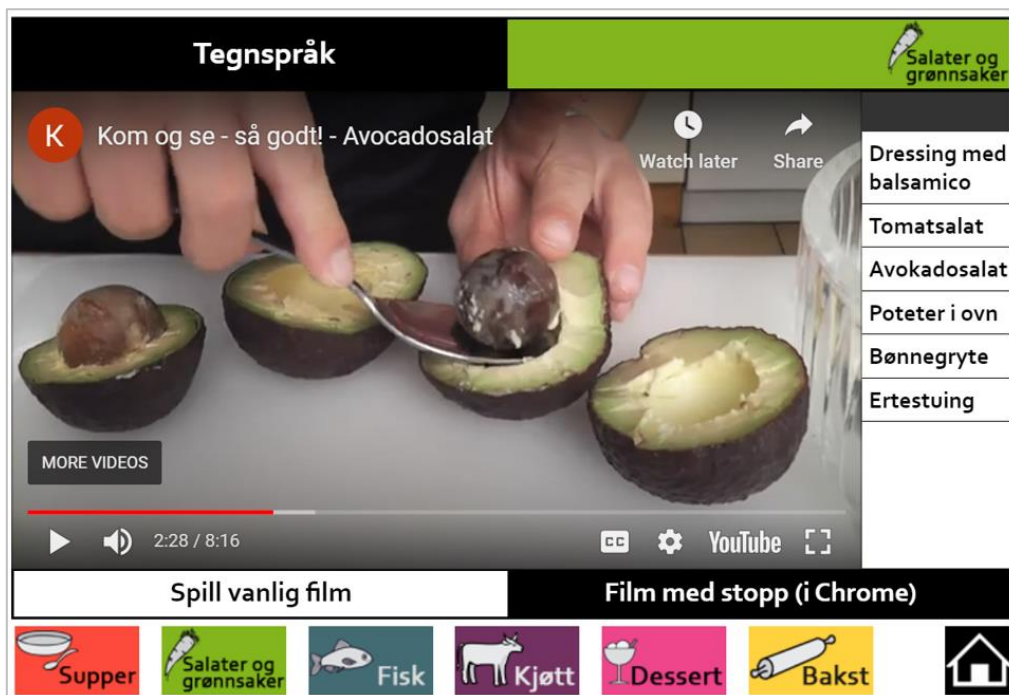 Tegnspråk
Salater og
grønnsaker
K
Kom og se - så godt! - Avocadosalat
Watch later
Share
Dressing med
balsamico
Tomatsalat
Avokadosalat
Poteter i ovn
Bønnegryte
Ertestuing
MORE VIDEOS
2:28 / 8:16
CC
YouTube
Spill vanlig film
Film med stopp (i Chrome)
Supper
Salater og
grønnsaker
Fisk
Kjøtt
Dessert
Bakst